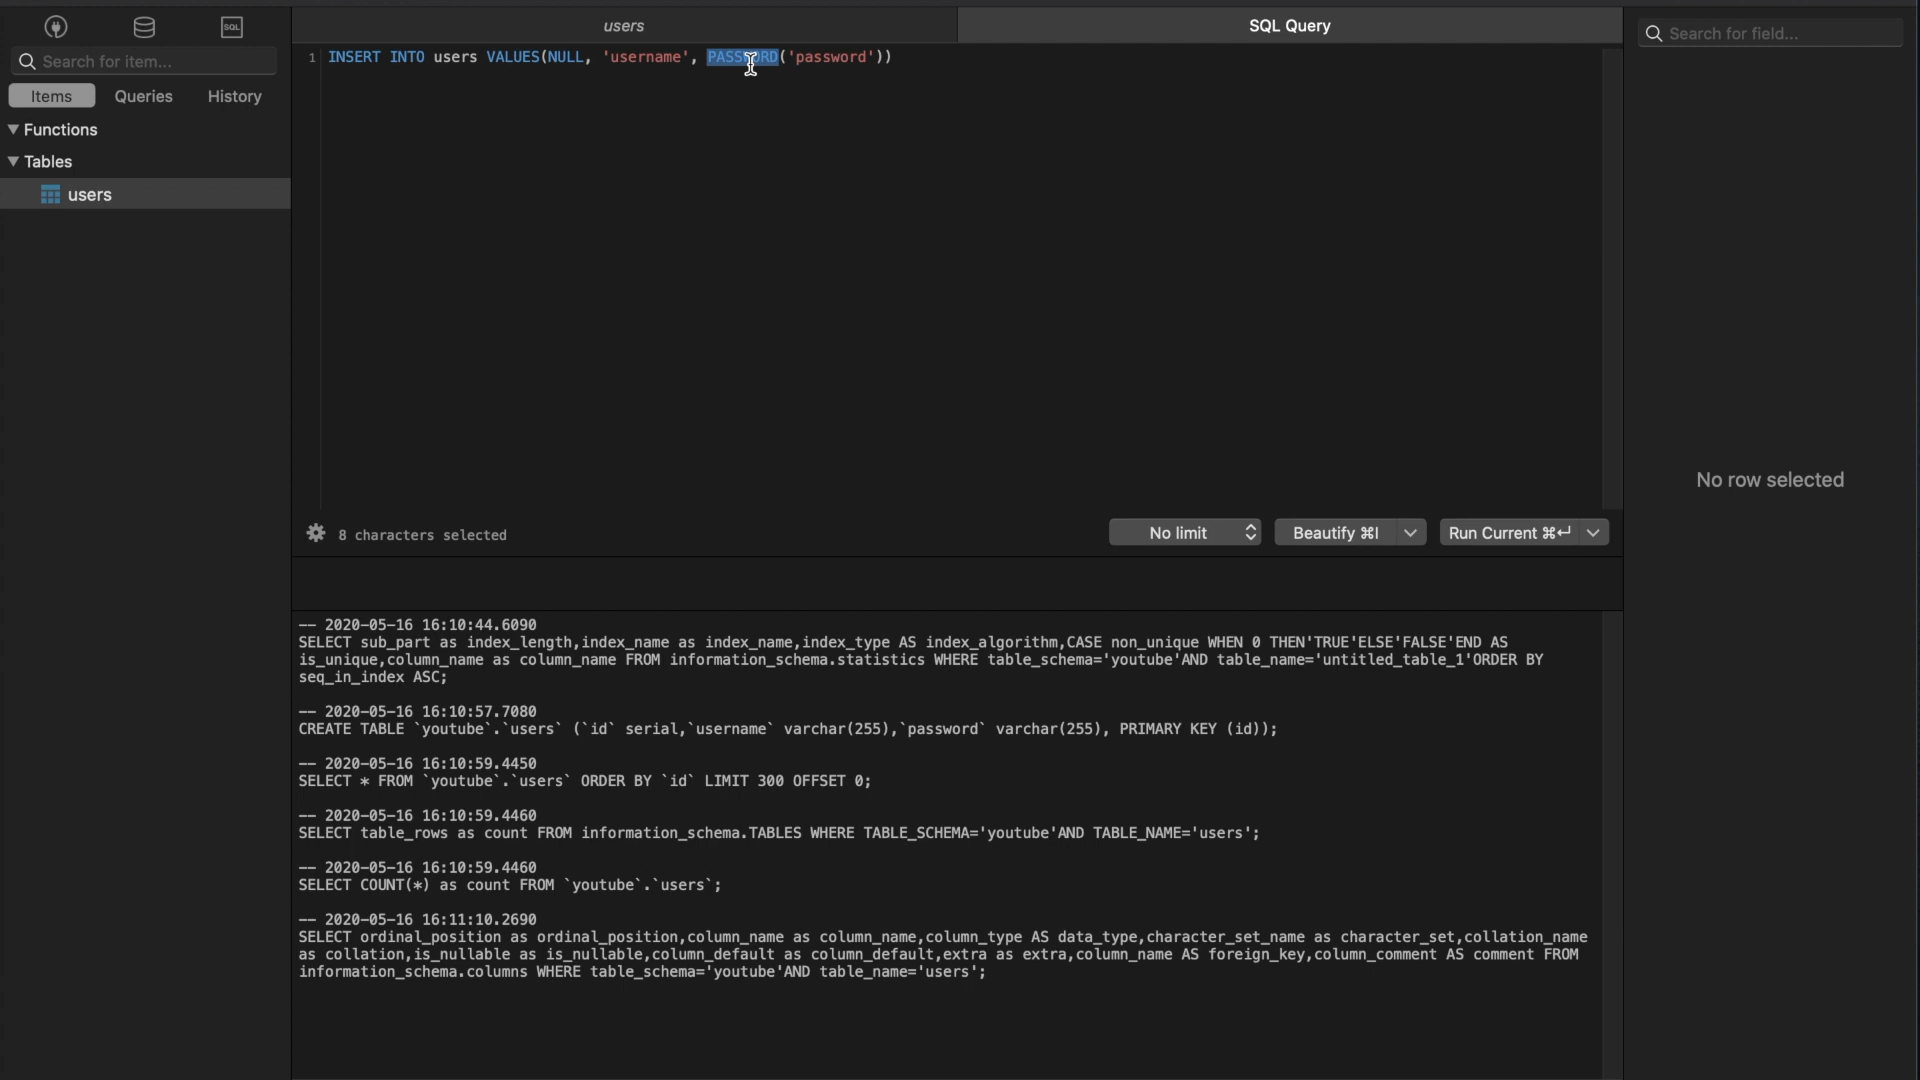 SQL
users
SQL Query
Search for field...
Search for item...
Items
Queries
History
Functions
Tables
users
1
INSERT INTO users VALUES(NULL, 'username', PASSWORD('password'))
No row selected
8 characters selected
No limit
Beautify ⌘I
Run Current ⌘↵
-- 2020-05-16 16:10:44.6090
SELECT sub_part as index_length,index_name as index_name,index_type AS index_algorithm,CASE non_unique WHEN 0 THEN'TRUE'ELSE'FALSE'END AS
is_unique,column_name as column_name FROM information_schema.statistics WHERE table_schema='youtube'AND table_name='untitled_table_1'ORDER BY
seq_in_index ASC;
-- 2020-05-16 16:10:57.7080
CREATE TABLE `youtube`.`users` (`id` serial,`username` varchar(255),`password` varchar(255), PRIMARY KEY (id));
-- 2020-05-16 16:10:59.4450
SELECT * FROM `youtube`.`users` ORDER BY `id` LIMIT 300 OFFSET 0;
-- 2020-05-16 16:10:59.4460
SELECT table_rows as count FROM information_schema.TABLES WHERE TABLE_SCHEMA='youtube'AND TABLE_NAME='users';
-- 2020-05-16 16:10:59.4460
SELECT COUNT(*) as count FROM `youtube`.`users`;
-- 2020-05-16 16:11:10.2690
SELECT ordinal_position as ordinal_position,column_name as column_name,column_type AS data_type,character_set_name as character_set,collation_name
as collation,is_nullable as is_nullable,column_default as column_default,extra as extra,column_name AS foreign_key,column_comment AS comment FROM
information_schema.columns WHERE table_schema='youtube'AND table_name='users';